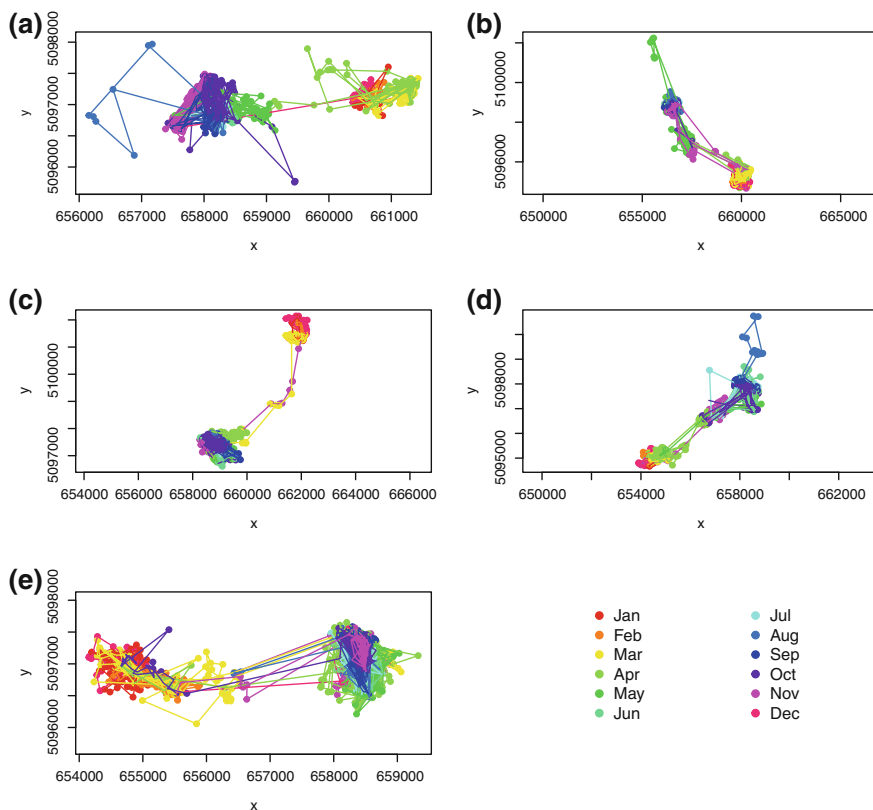 (a)
5096000 5097000 5098000
y
656000 657000 658000 659000 660000 661000
x
(b)
5096000 5100000
y
650000 655000 660000 665000
x
(c)
5097000 5100000
y
654000 656000 658000 660000 662000 664000 666000
x
(d)
5095000 5098000
y
650000 654000 658000 662000
x
(e)
5096000 5097000 5098000
y
654000 655000 656000 657000 658000 659000
x
Jan
Feb
Mar
Apr
May
Jun
Jul
Aug
Sep
Oct
Nov
Dec